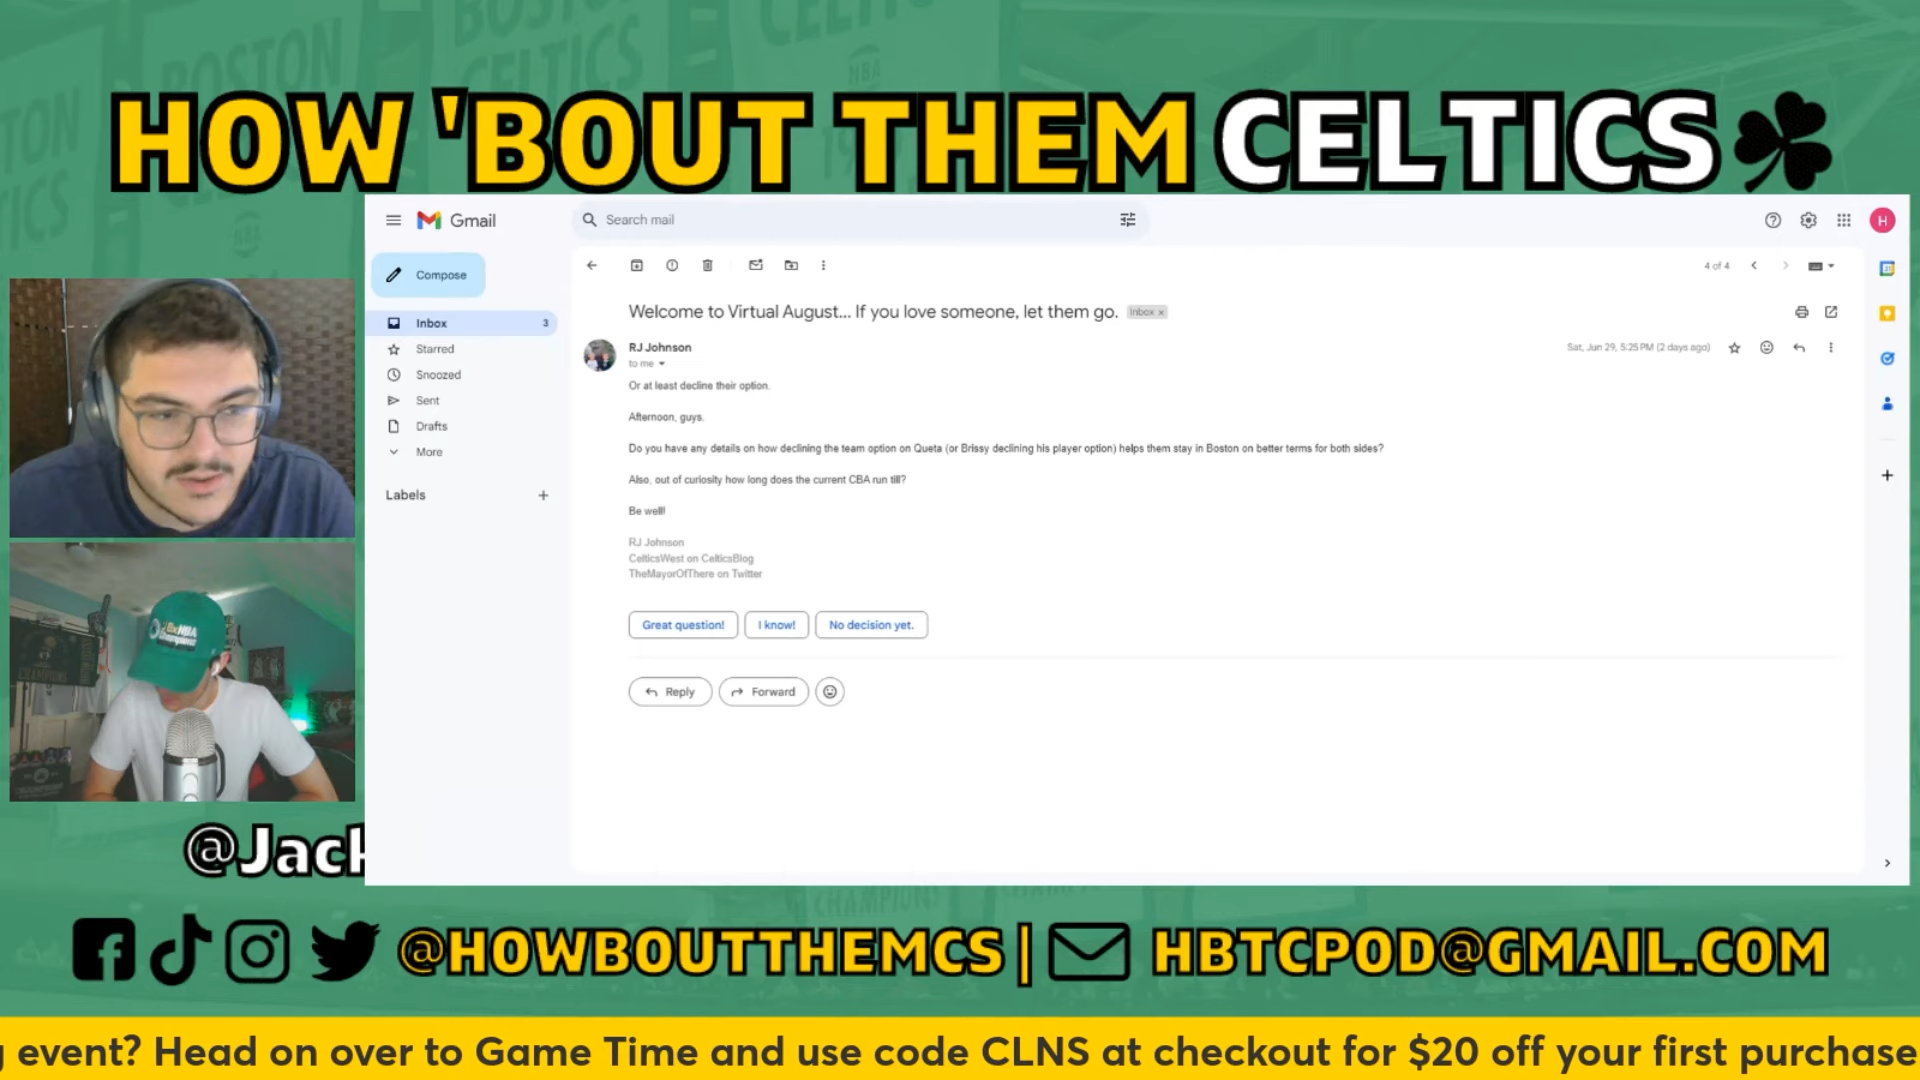 HOW 'BOUT THEM CELTICS
Gmail
Search mail
H
Compose
4 of 4
Inbox 3
Starred
Snoozed
Sent
Drafts
More
Labels
Welcome to Virtual August... If you love someone, let them go. Inbox x
RJ Johnson
Sat, Jun 29, 5:25 PM (2 days ago)
to me
Or at least decline their option.
Afternoon, guys.
Do you have any details on how declining the team option on Queta (or Brissy declining his player option) helps them stay in Boston on better terms for both sides?
Also, out of curiosity how long does the current CBA run till?
Be well!
RJ Johnson
CelticsWest on CelticsBlog
TheMayorOfThere on Twitter
Great question! I know! No decision yet.
Reply Forward
@Jack
@HOWBOUTTHEMCS | HBTCPOD@GMAIL.COM
event? Head on over to Game Time and use code CLNS at checkout for $20 off your first purchase